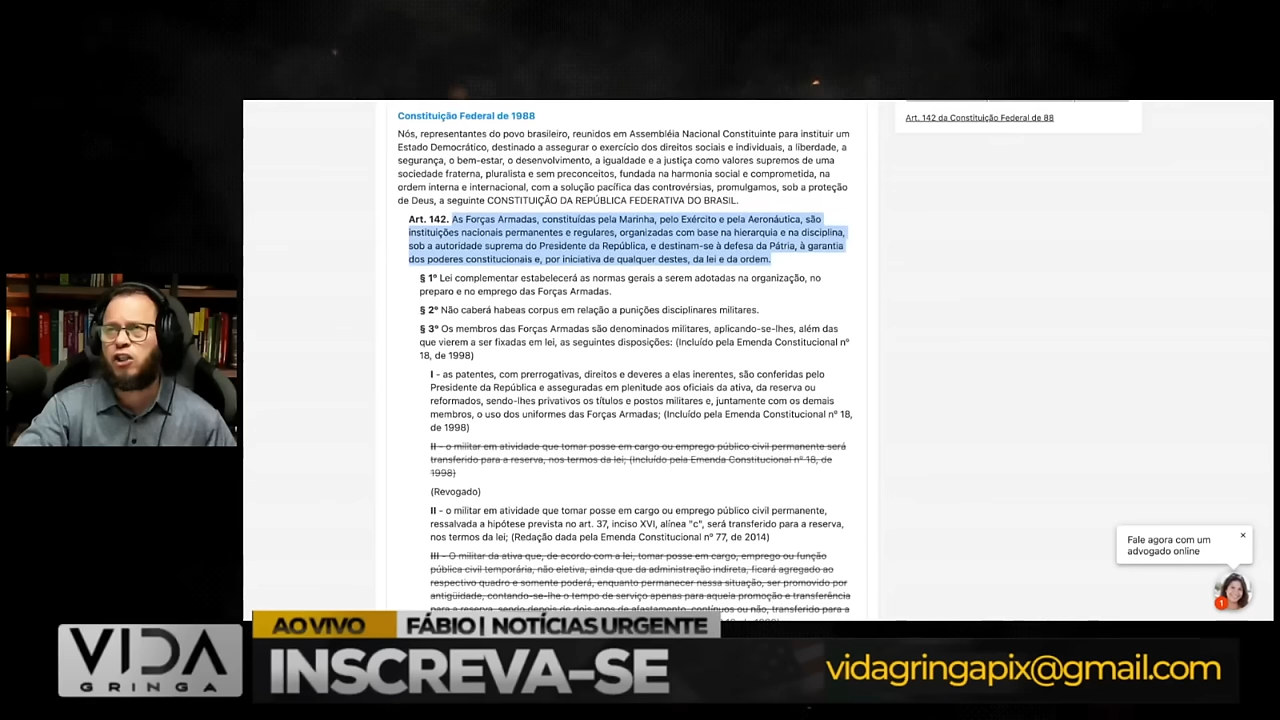 Constituição Federal de 1988
Nós, representantes do povo brasileiro, reunidos em Assembléia Nacional Constituinte para instituir um
Estado Democrático, destinado a assegurar o exercício dos direitos sociais e individuais, a liberdade, a
segurança, o bem-estar, o desenvolvimento, a igualdade e a justiça como valores supremos de uma
sociedade fraterna, pluralista e sem preconceitos, fundada na harmonia social e comprometida, na
ordem interna e internacional, com a solução pacífica das controvérsias, promulgamos, sob a proteção
de Deus, a seguinte CONSTITUIÇÃO DA REPÚBLICA FEDERATIVA DO BRASIL.
Art. 142. As Forças Armadas, constituídas pela Marinha, pelo Exército e pela Aeronáutica, são
instituições nacionais permanentes e regulares, organizadas com base na hierarquia e na disciplina,
sob a autoridade suprema do Presidente da República, e destinam-se à defesa da Pátria, à garantia
dos poderes constitucionais e, por iniciativa de qualquer destes, da lei e da ordem.
§ 1º Lei complementar estabelecerá as normas gerais a serem adotadas na organização, no
preparo e no emprego das Forças Armadas.
§ 2º Não caberá habeas corpus em relação a punições disciplinares militares.
§ 3º Os membros das Forças Armadas são denominados militares, aplicando-se-lhes, além das
que vierem a ser fixadas em lei, as seguintes disposições: (Incluído pela Emenda Constitucional nº
18, de 1998)
I - as patentes, com prerrogativas, direitos e deveres a elas inerentes, são conferidas pelo
Presidente da República e asseguradas em plenitude aos oficiais da ativa, da reserva ou
reformados, sendo-lhes privativos os títulos e postos militares e, juntamente com os demais
membros, o uso dos uniformes das Forças Armadas; (Incluído pela Emenda Constitucional nº 18,
de 1998)
II - o militar em atividade que tomar posse em cargo ou emprego público civil permanente será
transferido para a reserva, nos termos da lei; (Incluído pela Emenda Constitucional nº 18, de
1998)
(Revogado)
II - o militar em atividade que tomar posse em cargo ou emprego público civil permanente,
ressalvada a hipótese prevista no art. 37, inciso XVI, alínea "c", será transferido para a reserva,
nos termos da lei; (Redação dada pela Emenda Constitucional nº 77, de 2014)
III - O militar da ativa que, de acordo com a lei, tomar posse em cargo, emprego ou função
pública civil temporária, não eletiva, ainda que da administração indireta, ficará agregado ao
respectivo quadro e somente poderá, enquanto permanecer nessa situação, ser promovido por
antigüidade, contando-se-lhe o tempo de serviço apenas para aquela promoção e transferência
para a reserva, sendo depois de dois anos de afastamento, contínuos ou não, transferido para a
Art. 142 da Constituição Federal de 88
Fale agora com um
advogado online
1
AO VIVO FÁBIO | NOTÍCIAS URGENTE
VIDA
GRINGA
INSCREVA-SE
vidagringapix@gmail.com